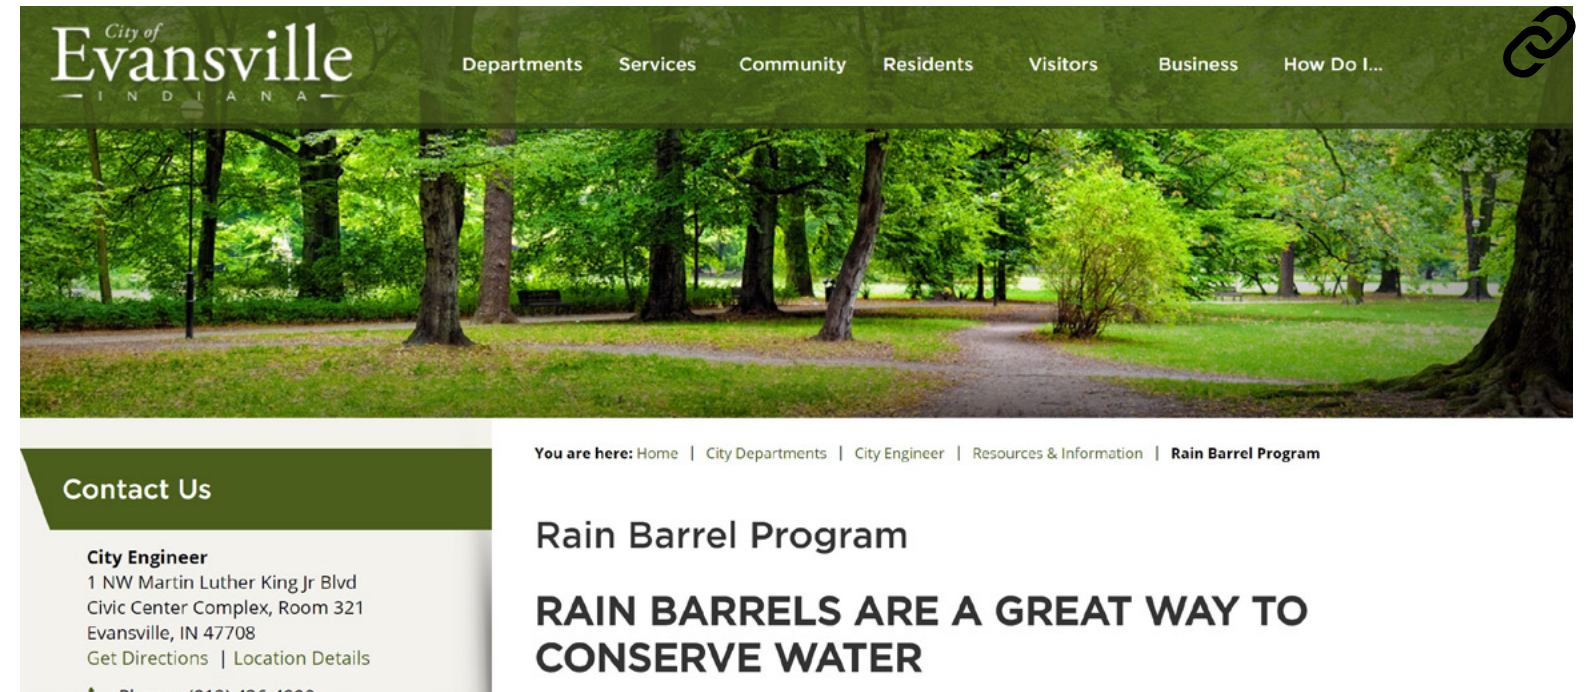 City of
Evansville
INDIANA
Departments Services Community Residents Visitors Business How Do I...
You are here: Home | City Departments | City Engineer | Resources & Information | Rain Barrel Program
Contact Us
City Engineer
1 NW Martin Luther King Jr Blvd
Civic Center Complex, Room 321
Evansville, IN 47708
Get Directions | Location Details
Rain Barrel Program
RAIN BARRELS ARE A GREAT WAY TO
CONSERVE WATER